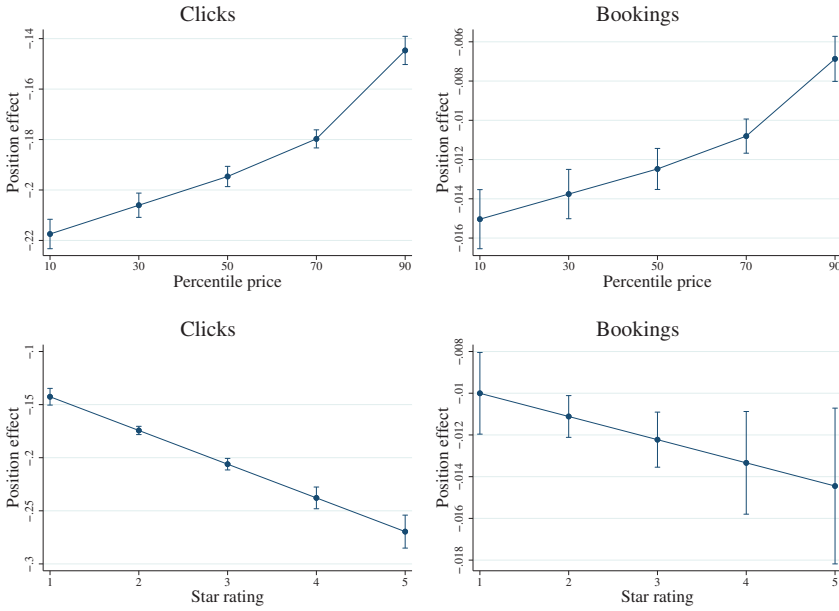 Clicks
Position effect
−.14
−.16
−.18
−.2
−.22
10 30 50 70 90
Percentile price
Bookings
Position effect
−.006
−.008
−.01
−.012
−.014
−.016
10 30 50 70 90
Percentile price
Clicks
Position effect
−.1
−.15
−.2
−.25
−.3
1 2 3 4 5
Star rating
Bookings
Position effect
−.008
−.01
−.012
−.014
−.016
−.018
1 2 3 4 5
Star rating